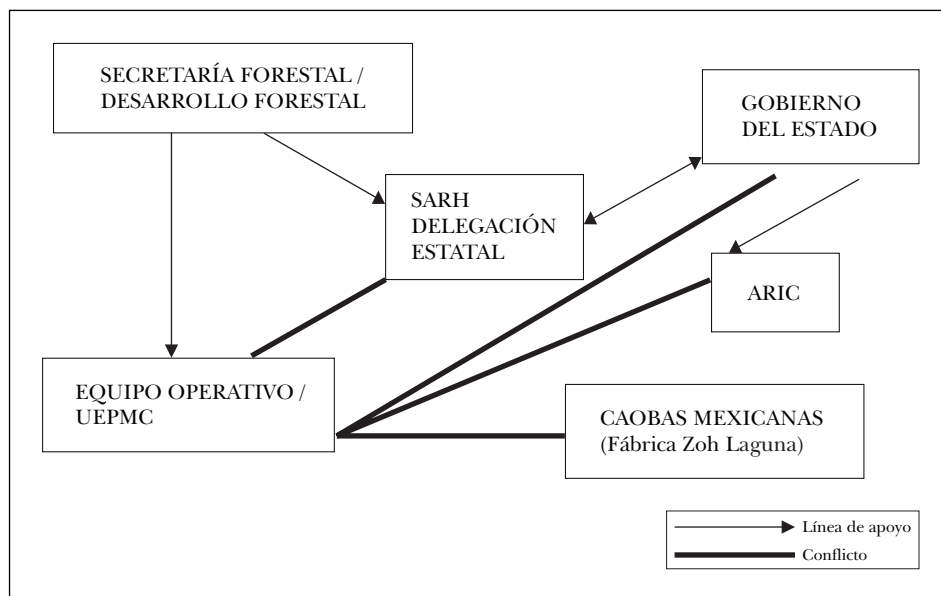 SECRETARÍA FORESTAL /
DESARROLLO FORESTAL
GOBIERNO
DEL ESTADO
SARH
DELEGACIÓN
ESTATAL
ARIC
EQUIPO OPERATIVO /
UEPMC
CAOBAS MEXICANAS
(Fábrica Zoh Laguna)
Línea de apoyo
Conflicto